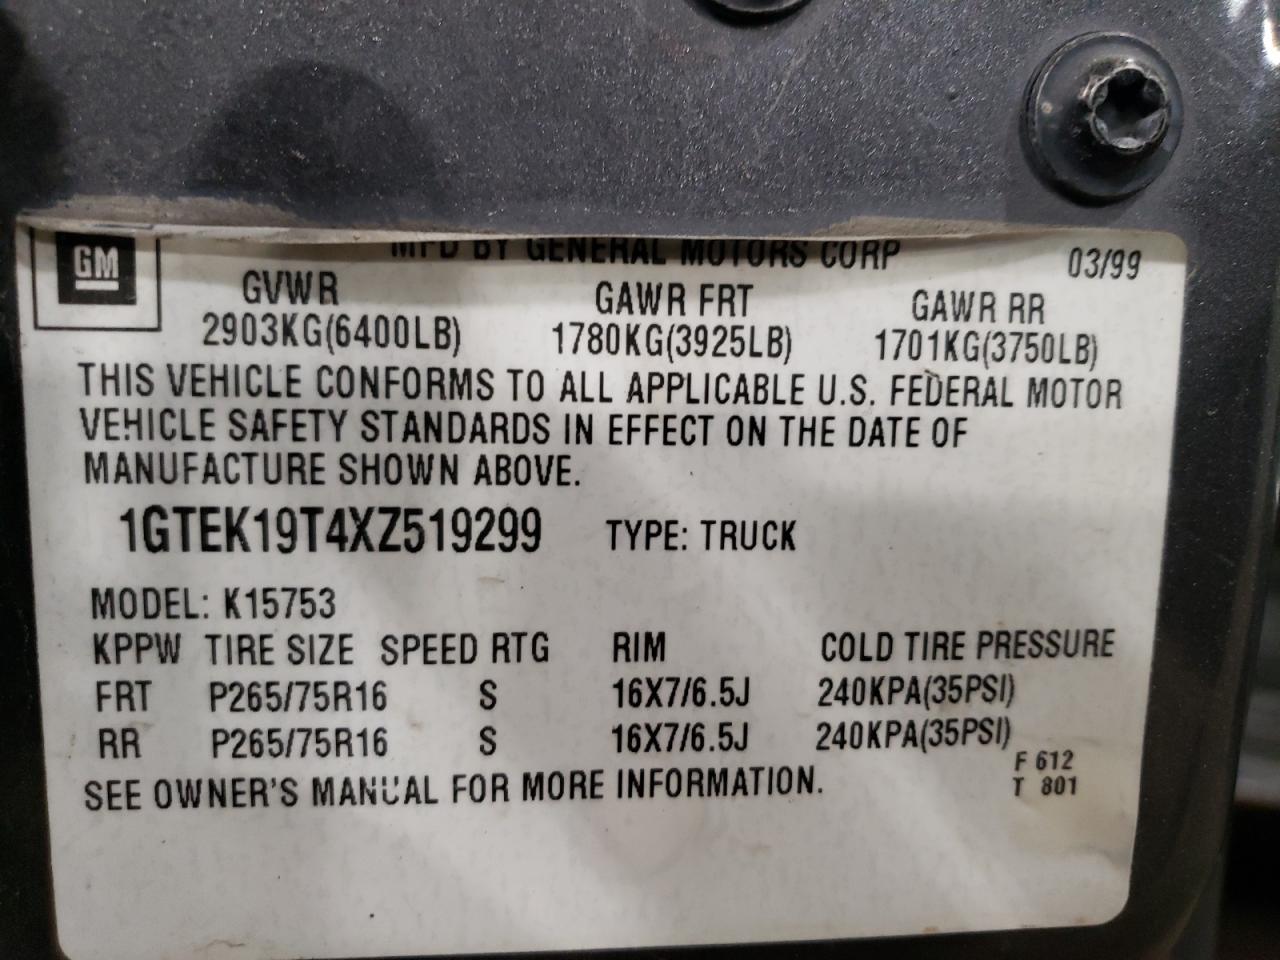 GM
MFD BY GENERAL MOTORS CORP 03/99
GVWR GAWR FRT GAWR RR
2903KG(6400LB) 1780KG(3925LB) 1701KG(3750LB)
THIS VEHICLE CONFORMS TO ALL APPLICABLE U.S. FEDERAL MOTOR
VEHICLE SAFETY STANDARDS IN EFFECT ON THE DATE OF
MANUFACTURE SHOWN ABOVE.
1GTEK19T4XZ519299 TYPE: TRUCK
MODEL: K15753
KPPW TIRE SIZE SPEED RTG RIM COLD TIRE PRESSURE
FRT P265/75R16 S 16X7/6.5J 240KPA(35PSI)
RR P265/75R16 S 16X7/6.5J 240KPA(35PSI)
F 612
T 801
SEE OWNER'S MANUAL FOR MORE INFORMATION.